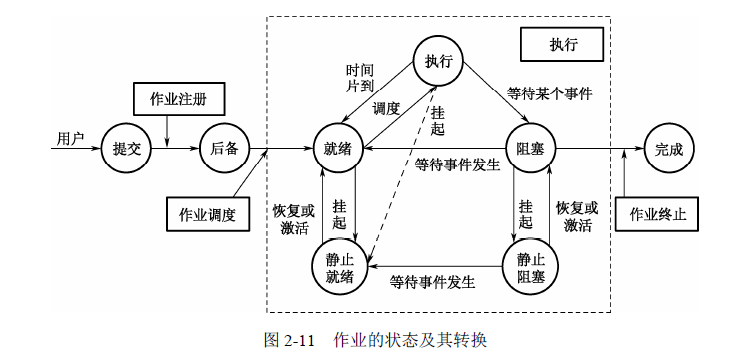 执行
执行
时间
片到
调度
挂
起
等待某个事件
作业注册
用户
提交
后备
就绪
等待事件发生
阻塞
完成
作业调度
恢复或
激活
挂
起
挂
起
恢复或
激活
作业终止
静止
就绪
等待事件发生
静止
阻塞
图 2-11 作业的状态及其转换